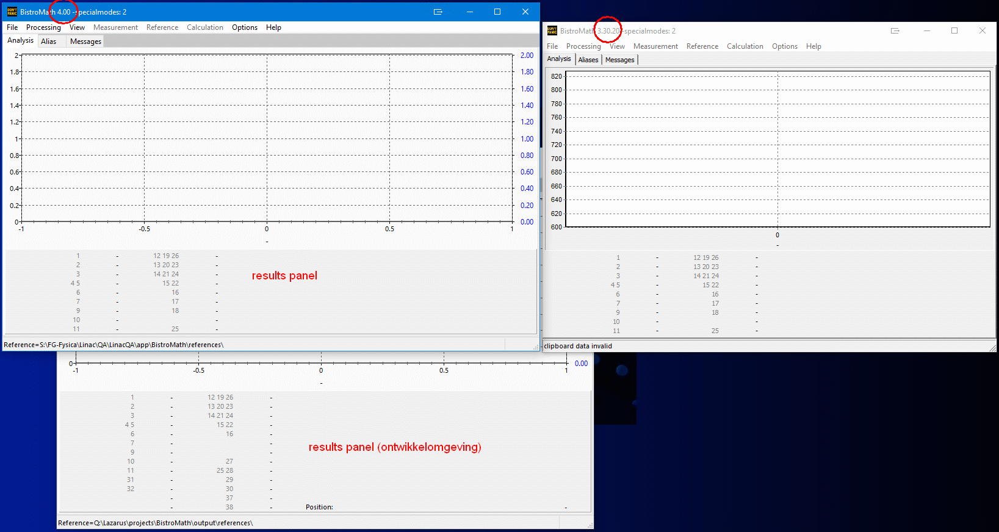 BistroMath 4.00 -specialmodes: 2
File Processing View Measurement Reference Calculation Options Help
Analysis Alias Messages
2 2.00
1.8 1.80
1.6 1.60
1.4 1.40
1.2 1.20
1 1.00
0.8 0.80
0.6 0.60
0.4 0.40
0.2 0.20
0 0.00
-1 -0.5 0 0.5 1
-
1 - 12 19 26 -
2 - 13 20 23 -
3 - 14 21 24 -
4 5 - 15 22 -
6 - 16 -
7 - 17 -
9 - 18 -
10 - -
11 - 25 -
results panel
Reference=S:\FG-Fysica\Linac\QA\LinacQA\app\BistroMath\references\
BistroMath 3.30.20 -specialmodes: 2
File Processing View Measurement Reference Calculation Options Help
Analysis Aliases Messages
820
800
780
760
740
720
700
680
660
640
620
600
0
-
1 - 12 19 26 -
2 - 13 20 23 -
3 - 14 21 24 -
4 5 - 15 22 -
6 - 16 -
7 - 17 -
9 - 18 -
10 - -
11 - 25 -
clipboard data invalid
0 0.00
-1 -0.5 0 0.5 1
-
1 - 12 19 26 -
2 - 13 20 23 -
3 - 14 21 24 -
4 5 - 15 22 -
6 - 16 -
7 - -
9 - -
10 - 27 -
11 - 25 28 -
31 - 29 -
32 - 30 -
- 37 -
- 38 - Position: -
results panel (ontwikkelomgeving)
Reference=Q:\Lazarus\projects\BistroMath\output\references\